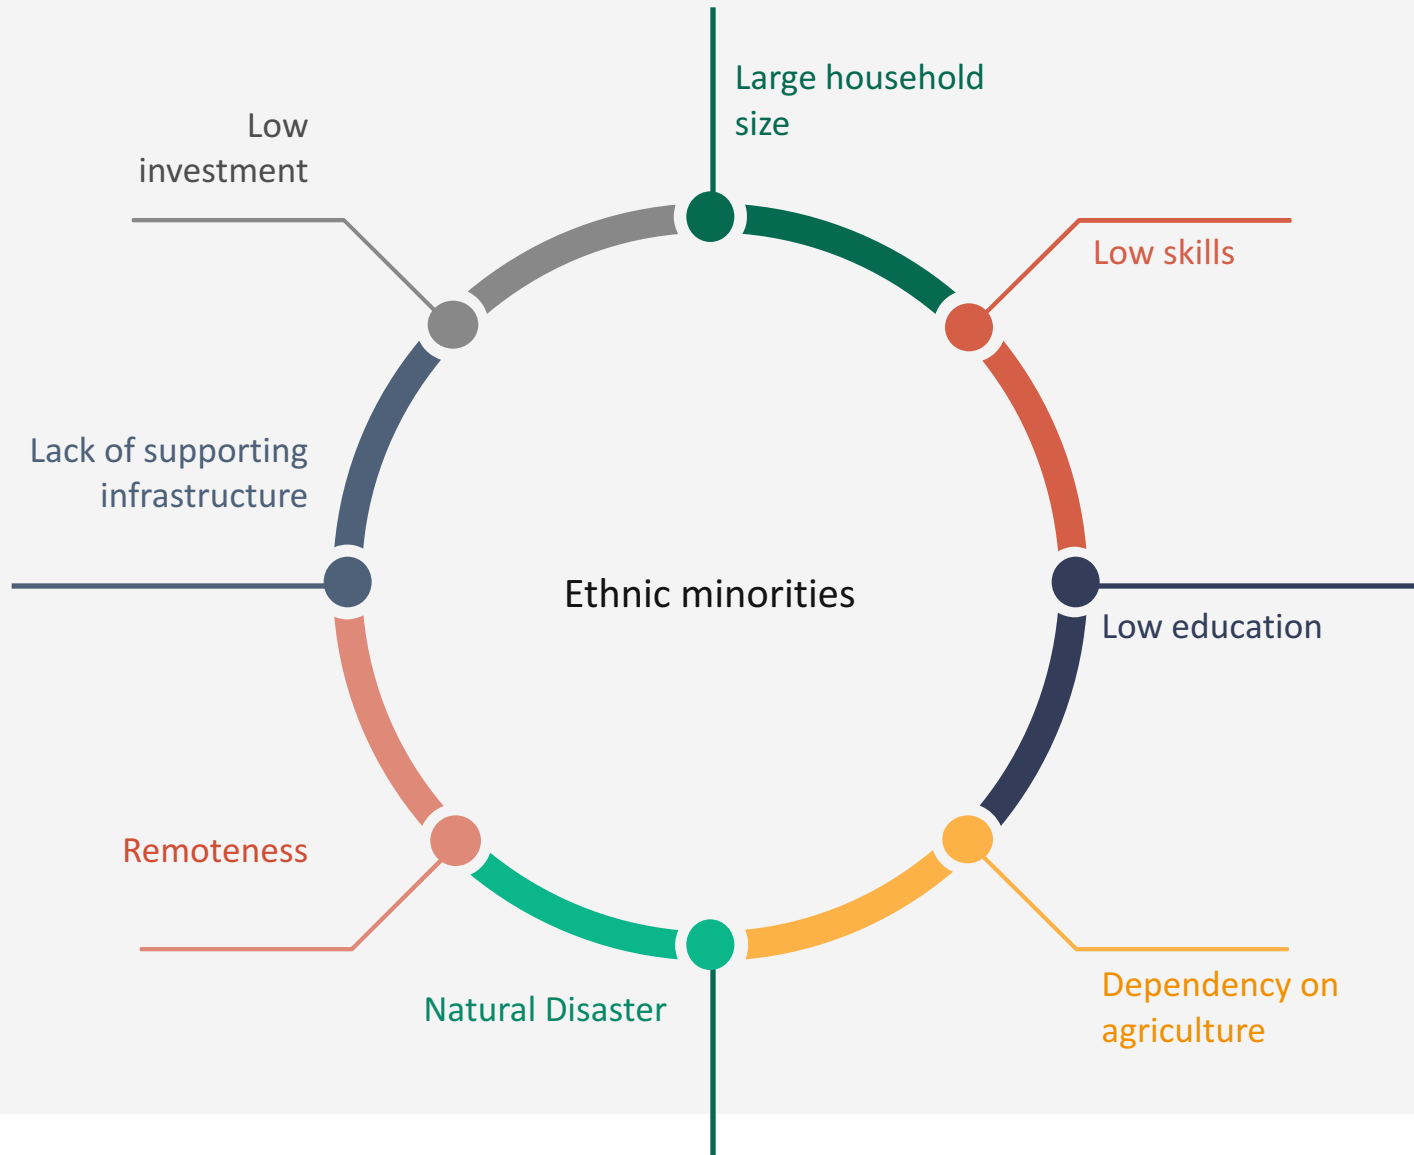 Large household
size
Low skills
Low education
Dependency on
agriculture
Natural Disaster
Remoteness
Lack of supporting
infrastructure
Low
investment
Ethnic minorities